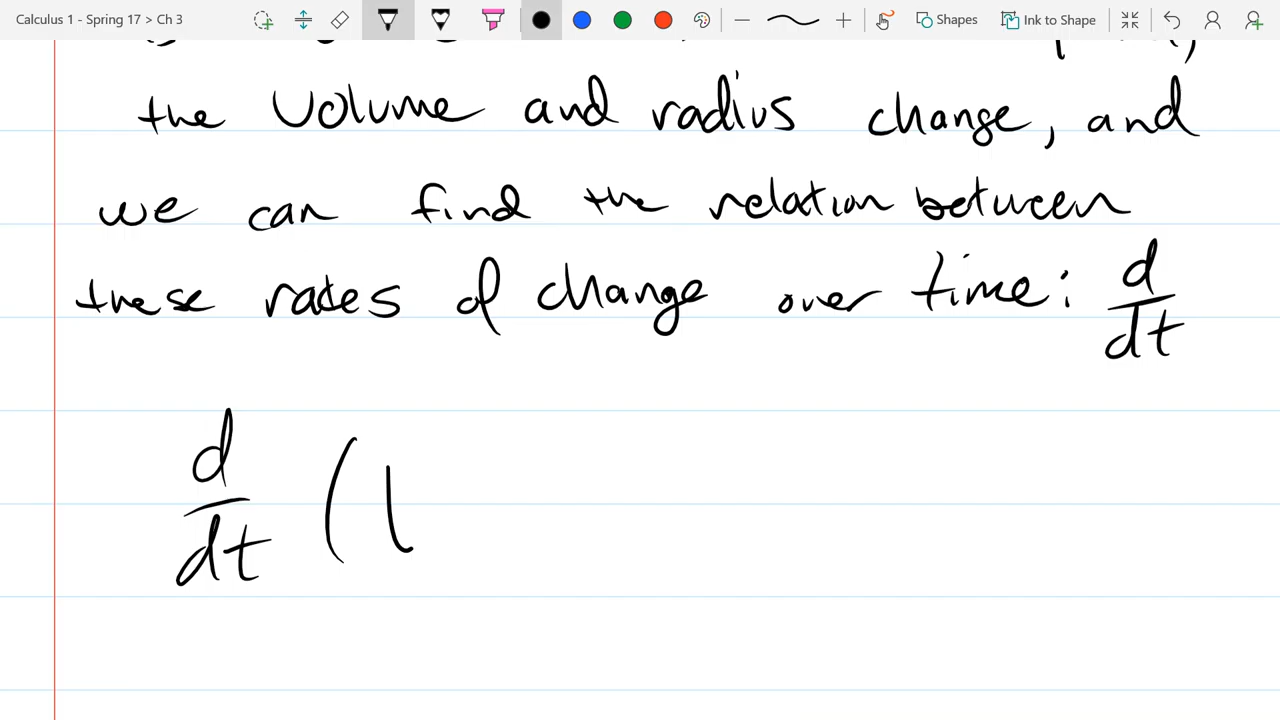 Calculus 1 - Spring 17 > Ch 3
Shapes
Ink to Shape
the volume and radius change, and
we can find the relation between
these rates of change over time: d/dt
d/dt (